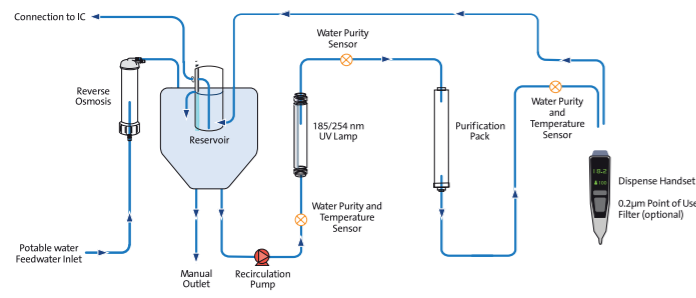 Connection to IC
Reverse
Osmosis
Reservoir
Potable water
Feedwater Inlet
Manual
Outlet
Recirculation
Pump
Water Purity
Sensor
185/254 nm
UV Lamp
Water Purity and
Temperature
Sensor
Purification
Pack
Water Purity
and
Temperature
Sensor
18.2
Dispense Handset
0.2µm Point of Use
Filter (optional)